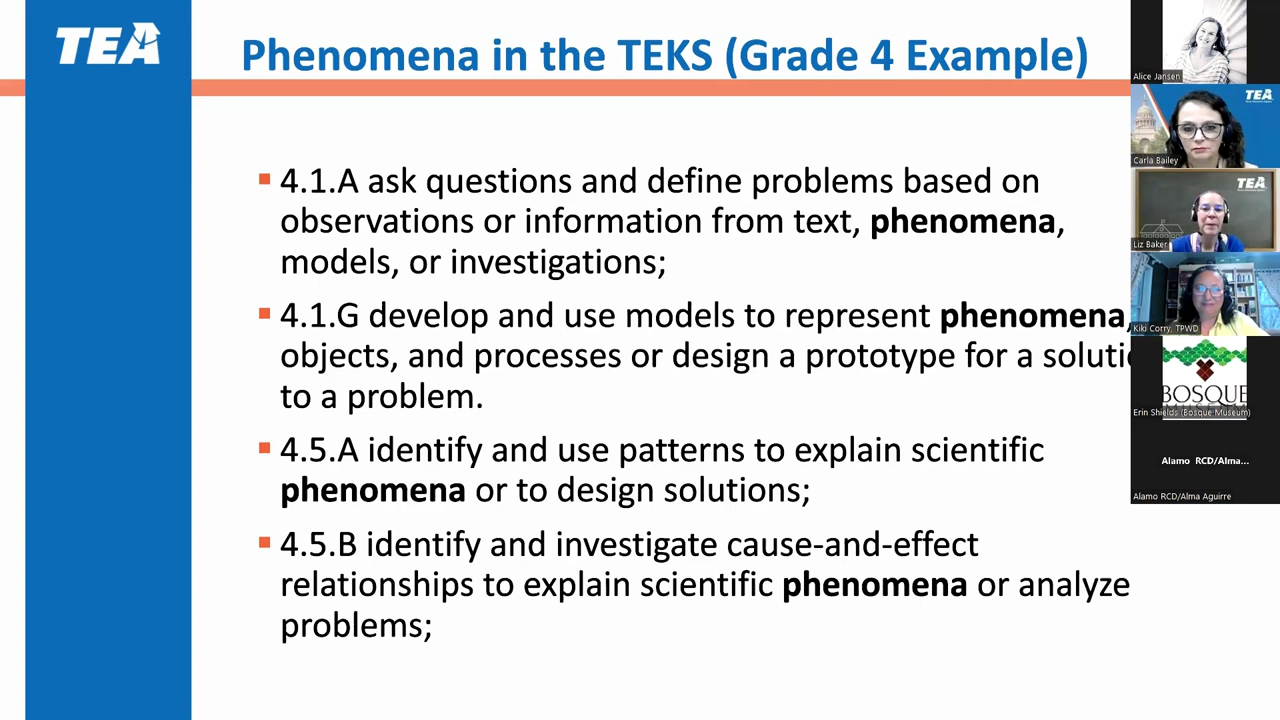 TEA
Phenomena in the TEKS (Grade 4 Example)
▪ 4.1.A ask questions and define problems based on
observations or information from text, phenomena,
models, or investigations;
▪ 4.1.G develop and use models to represent phenomena,
objects, and processes or design a prototype for a soluti
to a problem.
▪ 4.5.A identify and use patterns to explain scientific
phenomena or to design solutions;
▪ 4.5.B identify and investigate cause-and-effect
relationships to explain scientific phenomena or analyze
problems;
Alice Jansen
TEA
Carla Bailey
TEA
Liz Baker
Kiki Corry, TPWD
BOSQUE
MUSEUM
Erin Shields (Bosque Museum)
Alamo RCD/Alma...
Alamo RCD/Alma Aguirre